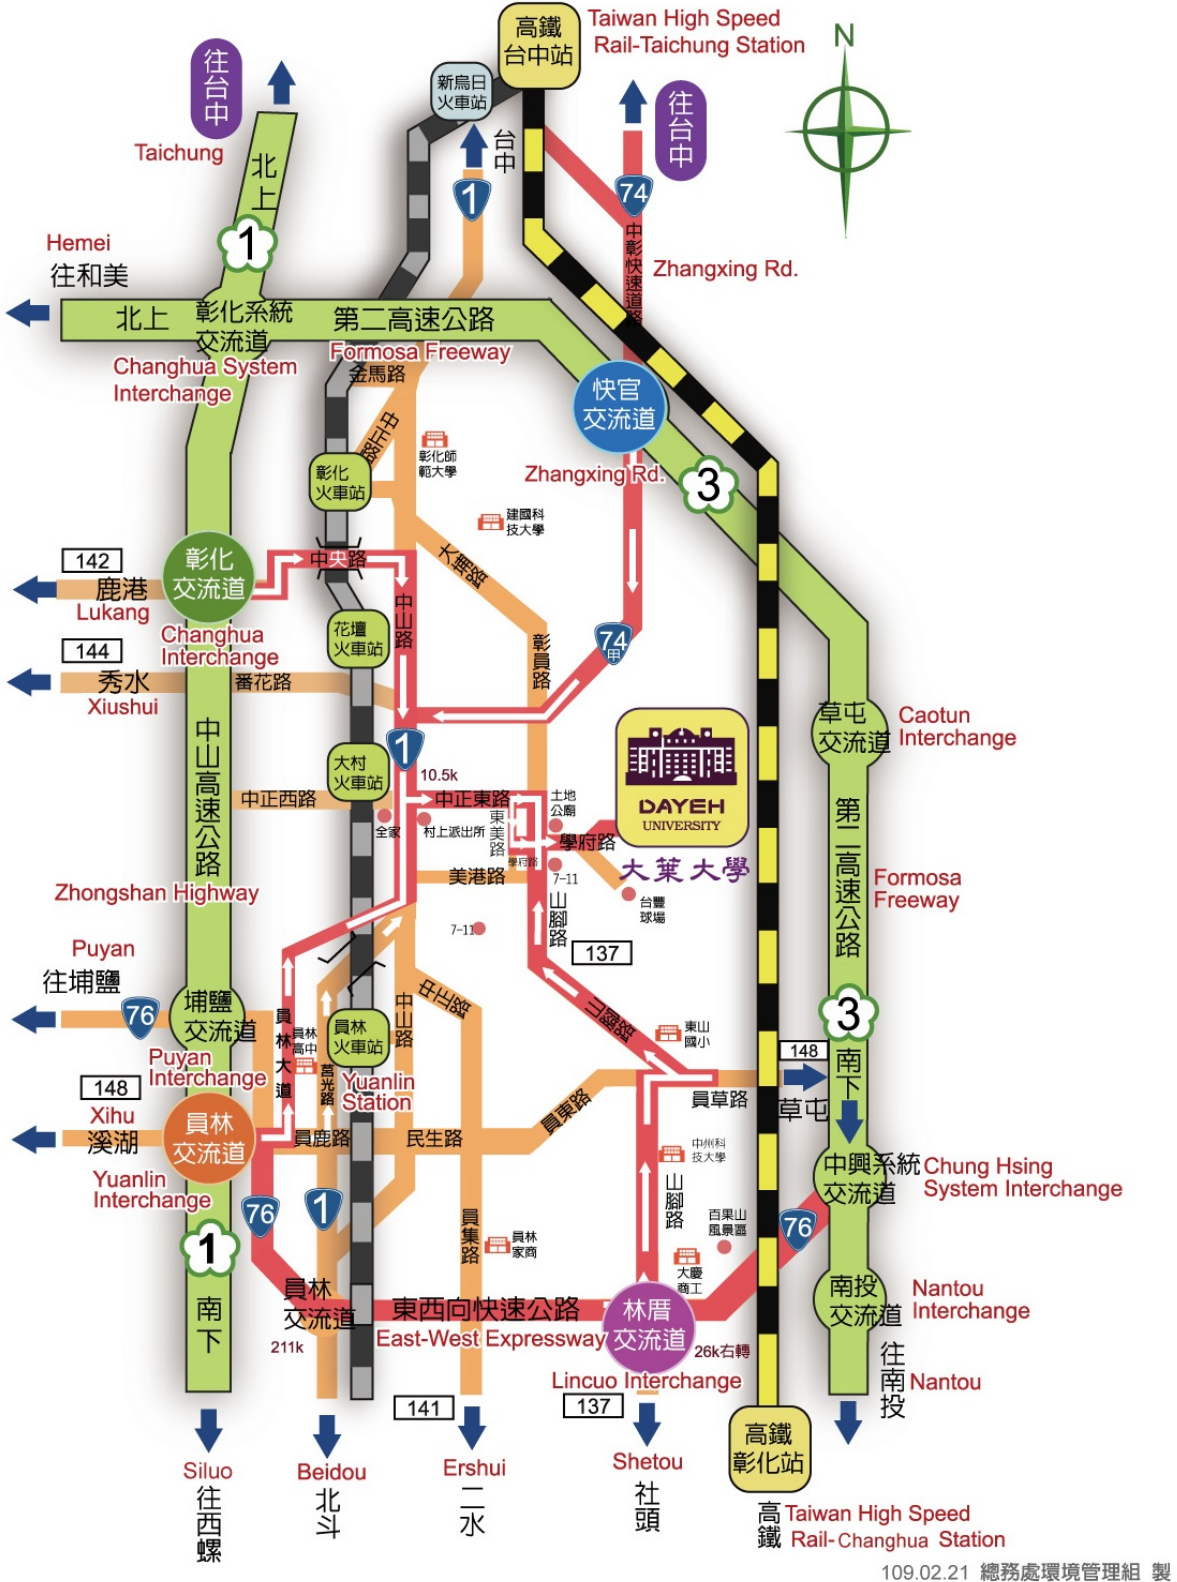 高鐵
台中站
Taiwan High Speed
Rail-Taichung Station
N
往台中
Taichung
新烏日
火車站
台中
往台中
北上
1
74
1
中彰快速道路
Zhangxing Rd.
Hemei
往和美
北上
彰化系統
交流道
第二高速公路
Changhua System
Interchange
Formosa Freeway
金馬路
快官
交流道
中正路
彰化師
範大學
Zhangxing Rd.
3
彰化
火車站
建國科
技大學
142
鹿港
Lukang
彰化
交流道
Changhua
Interchange
中央路
大埔路
中山路
花壇
火車站
74
甲
彰員路
144
秀水
Xiushui
番花路
草屯
交流道
Caotun
Interchange
中山高速公路
大村
火車站
1
10.5k
DAYEH
UNIVERSITY
大葉大學
中正西路
中正東路
土地
公廟
全家
村上派出所
東美路
學府路
學府路
第二高速公路
Zhongshan Highway
美港路
7-11
台豐
球場
Formosa
Freeway
7-11
山腳路
137
Puyan
往埔鹽
76
埔鹽
交流道
Puyan
Interchange
員林大道
員林
高中
莒光路
員林
火車站
Yuanlin
Station
中山路
中正路
山腳路
東山
國小
3
148
南下
草屯
148
Xihu
溪湖
員林
交流道
Yuanlin
Interchange
員鹿路
民生路
員東路
員草路
中州科
技大學
中興系統
交流道
Chung Hsing
System Interchange
76
1
員集路
員林
家商
山腳路
百果山
風景區
76
大慶
商工
1
南下
員林
交流道
211k
東西向快速公路
East-West Expressway
林厝
交流道
26k右轉
Lincuo Interchange
南投
交流道
Nantou
Interchange
往南投
Nantou
141
137
高鐵
彰化站
Siluo
往西螺
Beidou
北斗
Ershui
二水
Shetou
社頭
高鐵
Taiwan High Speed
Rail-Changhua Station
109.02.21 總務處環境管理組 製